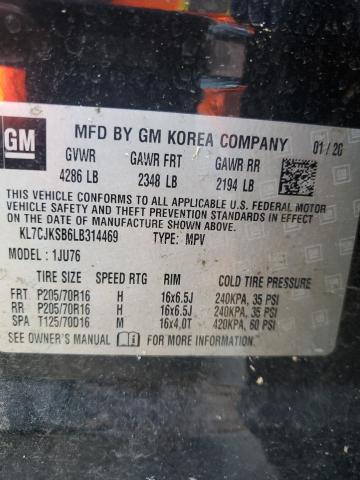 GM
MFD BY GM KOREA COMPANY 01/20
GVWR GAWR FRT GAWR RR
4286 LB 2348 LB 2194 LB
THIS VEHICLE CONFORMS TO ALL APPLICABLE U.S. FEDERAL MOTOR
VEHICLE SAFETY AND THEFT PREVENTION STANDARDS IN EFFECT
ON THE DATE OF MANUFACTURE SHOWN ABOVE.
KL7CJKSB6LB314469 TYPE: MPV
MODEL: 1JU76
TIRE SIZE SPEED RTG RIM COLD TIRE PRESSURE
FRT P205/70R16 H 16x6.5J 240KPA, 35 PSI
RR P205/70R16 H 16x6.5J 240KPA, 35 PSI
SPA T125/70D16 M 16x4.0T 420KPA, 60 PSI
SEE OWNER'S MANUAL FOR MORE INFORMATION